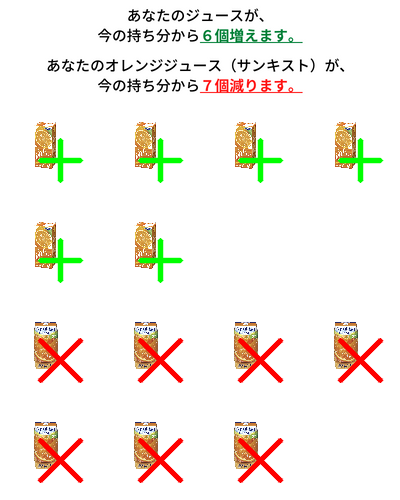 あなたのジュースが、
今の持ち分から６個増えます。
あなたのオレンジジュース（サンキスト）が、
今の持ち分から７個減ります。